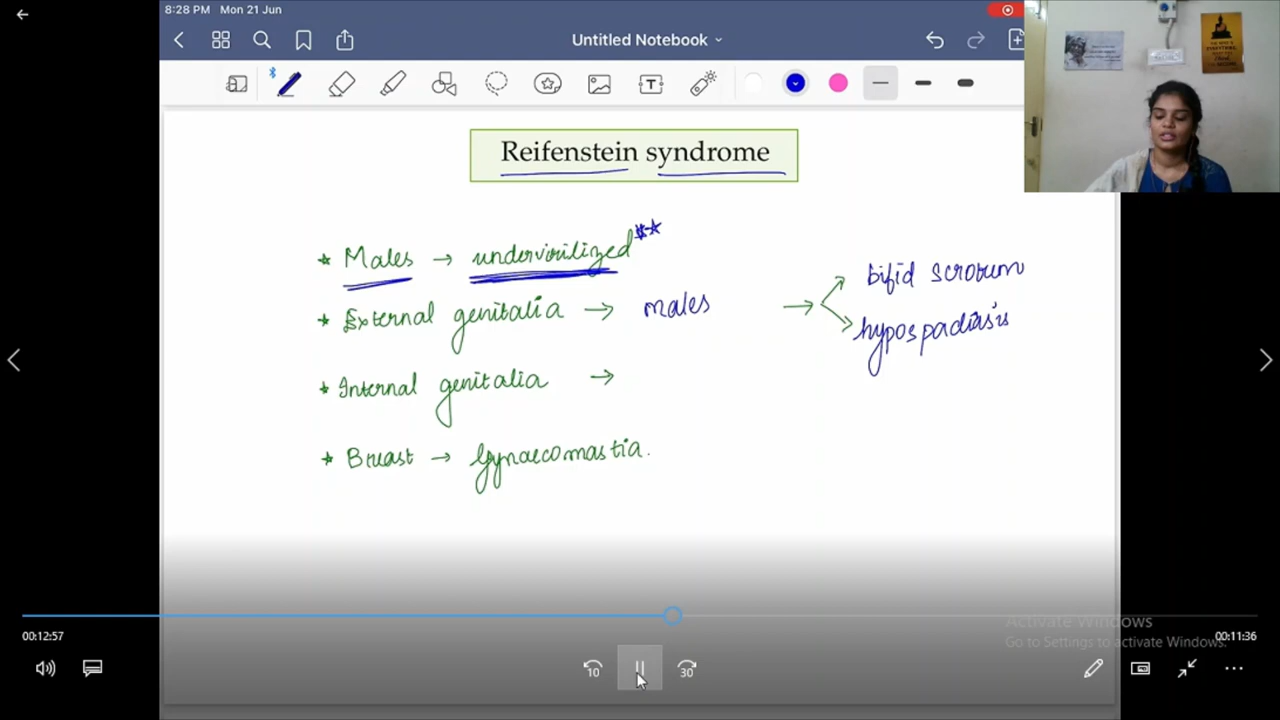 8:28 PM Mon 21 Jun
Untitled Notebook
T
Reifenstein syndrome
Males → undervirilized
External genitalia → males → bifid scrotum
hypospadiasis
Internal genitalia →
Breast → Gynaecomastia.
Activate Windows
Go to Settings to activate Windows.
00:12:57
00:11:36
10
30